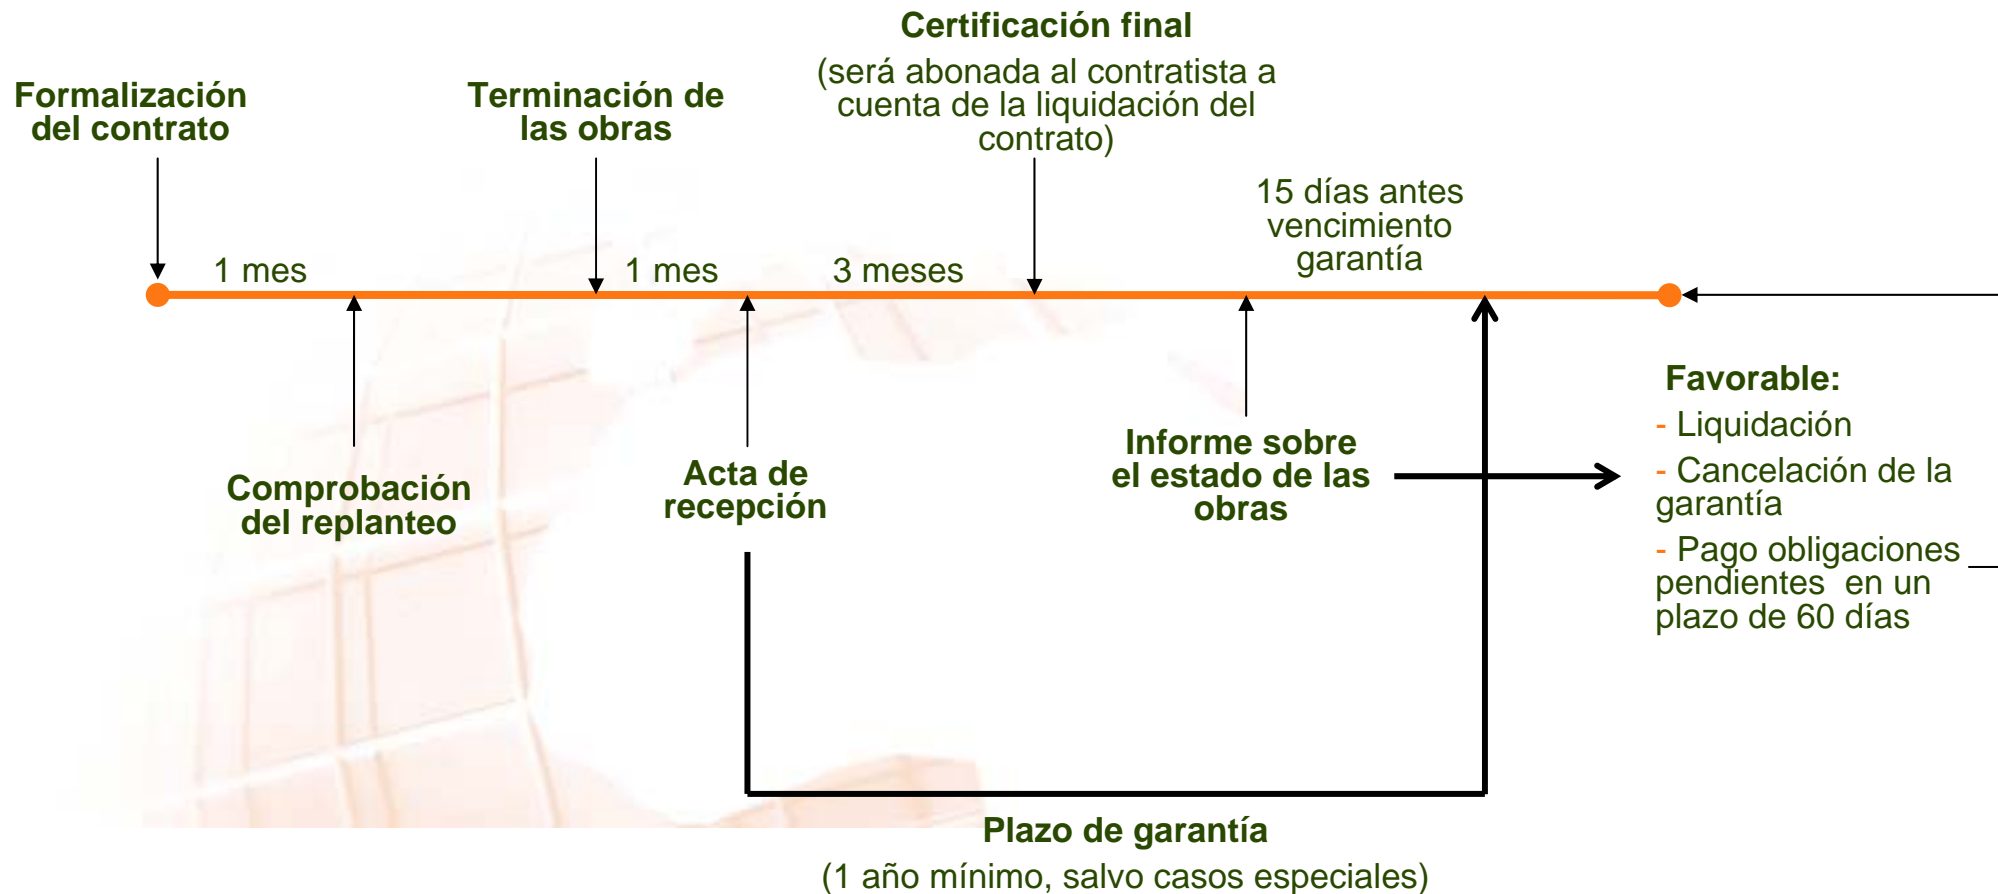 Certificación final
(será abonada al contratista a
cuenta de la liquidación del
contrato)
Formalización
del contrato
Terminación de
las obras
15 días antes
vencimiento
garantía
1 mes
1 mes
3 meses
Comprobación
del replanteo
Acta de
recepción
Informe sobre
el estado de las
obras
Favorable:
- Liquidación
- Cancelación de la
garantía
- Pago obligaciones
pendientes en un
plazo de 60 días
Plazo de garantía
(1 año mínimo, salvo casos especiales)